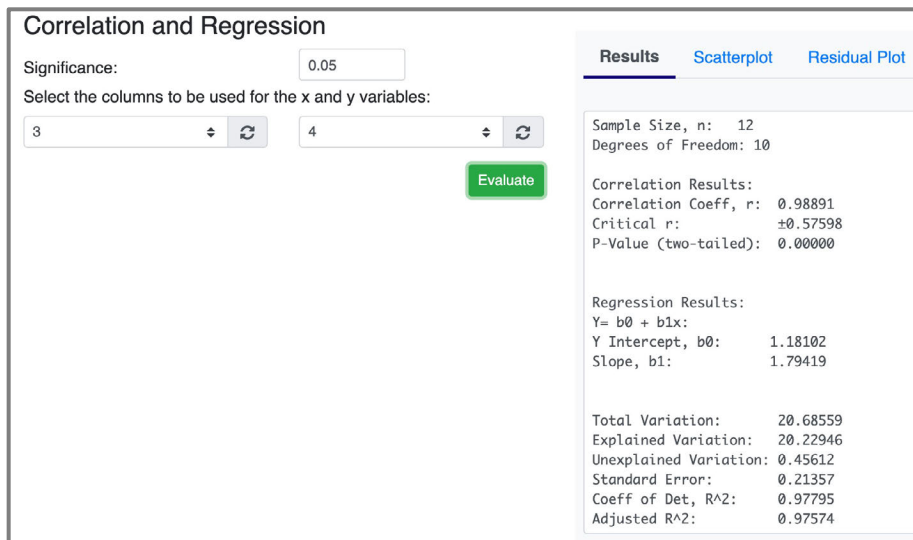 Correlation and Regression
Significance: 0.05
Select the columns to be used for the x and y variables:
3 4
Evaluate
Results Scatterplot Residual Plot
Sample Size, n: 12
Degrees of Freedom: 10
Correlation Results:
Correlation Coeff, r: 0.98891
Critical r: ±0.57598
P-Value (two-tailed): 0.00000
Regression Results:
Y= b0 + b1x:
Y Intercept, b0: 1.18102
Slope, b1: 1.79419
Total Variation: 20.68559
Explained Variation: 20.22946
Unexplained Variation: 0.45612
Standard Error: 0.21357
Coeff of Det, R^2: 0.97795
Adjusted R^2: 0.97574